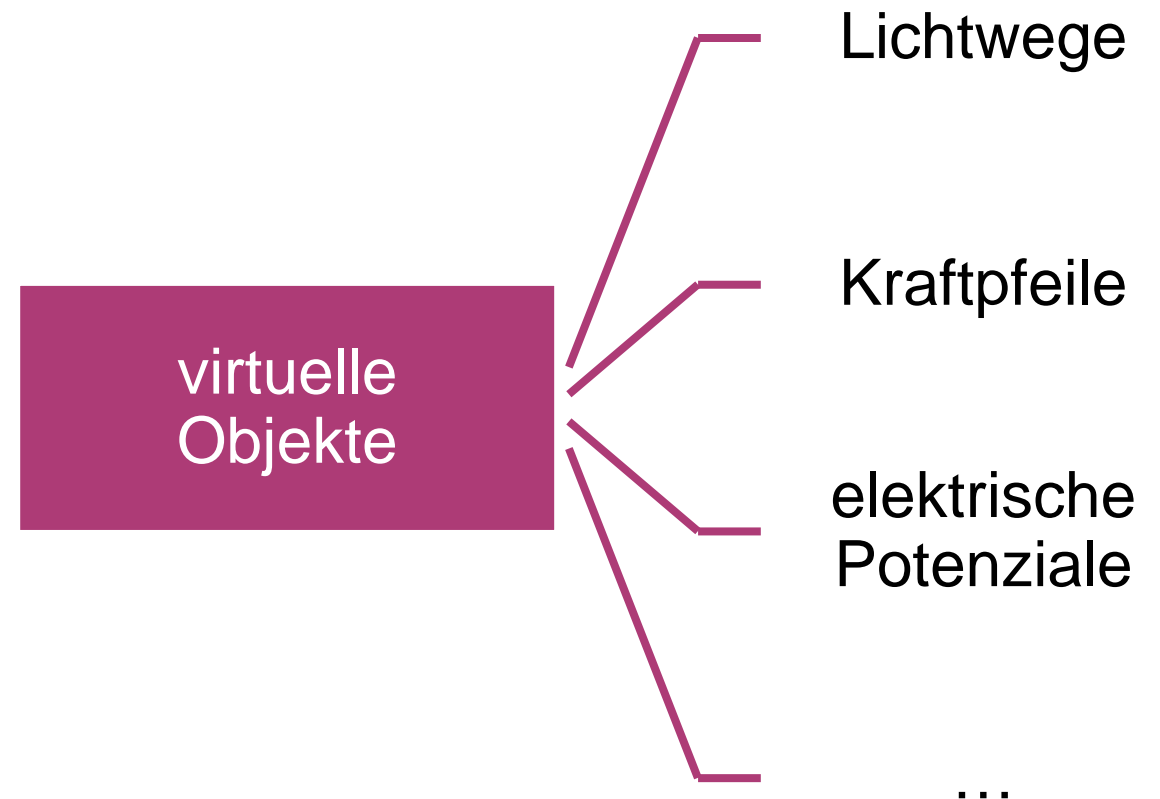 Lichtwege
Kraftpfeile
virtuelle
Objekte
elektrische
Potenziale
…